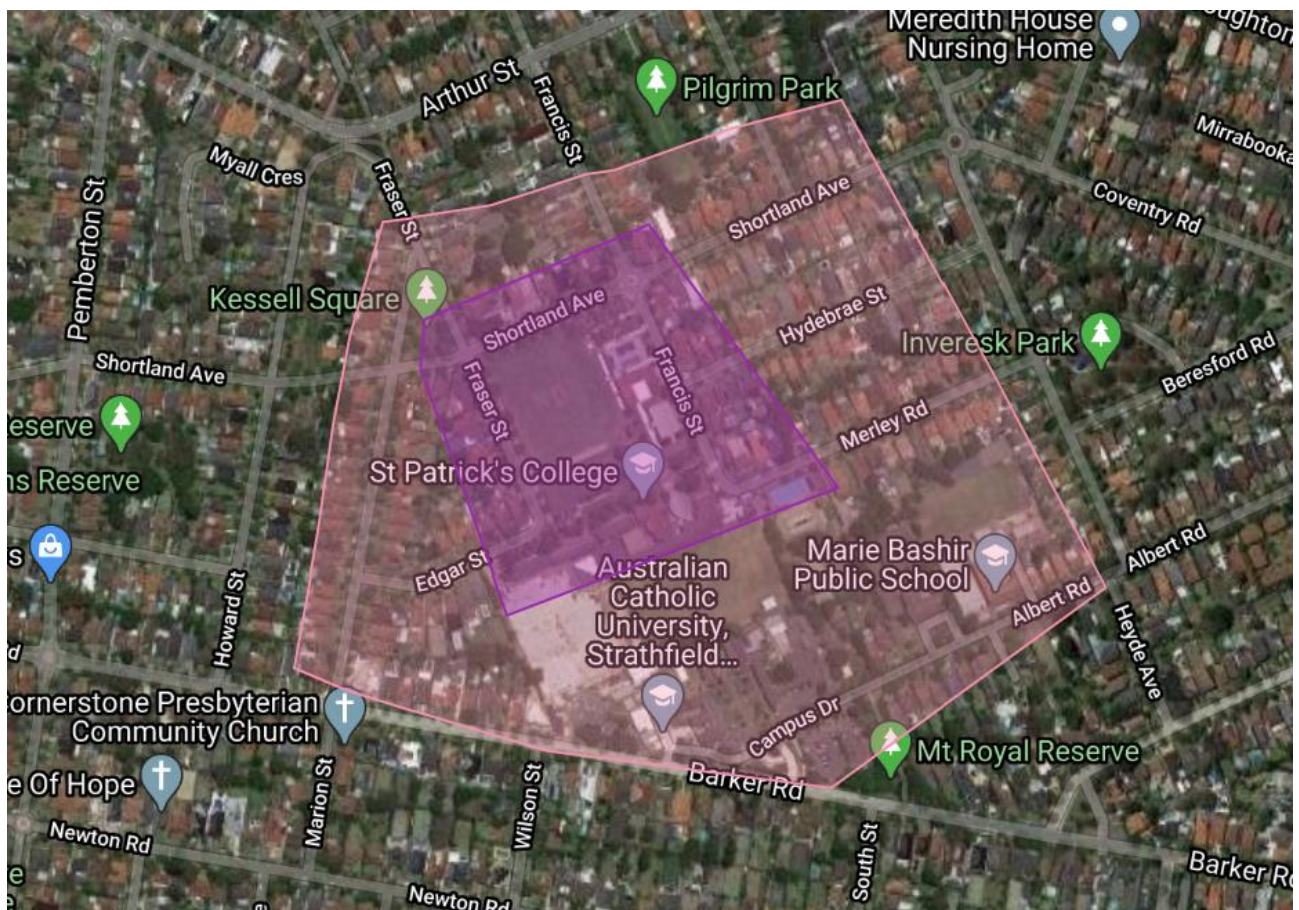 Meredith House
Nursing Home
Arthur St
Francis St
Pilgrim Park
Mirrabooka
Myall Cres
Fraser St
Shortland Ave
Coventry Rd
Pemberton St
Kessell Square
Shortland Ave
Hydebrae St
Inveresk Park
Beresford Rd
Shortland Ave
Fraser St
Francis St
Merley Rd
eserve
ns Reserve
St Patrick's College
s
Edgar St
Australian
Catholic
University,
Strathfield...
Marie Bashir
Public School
Albert Rd
Albert Rd
Howard St
Heyde Ave
rd
ornerstone Presbyterian
Community Church
Campus Dr
Mt Royal Reserve
Barker Rd
e Of Hope
Marion St
Wilson St
South St
Newton Rd
Newton Rd
Barker R
e